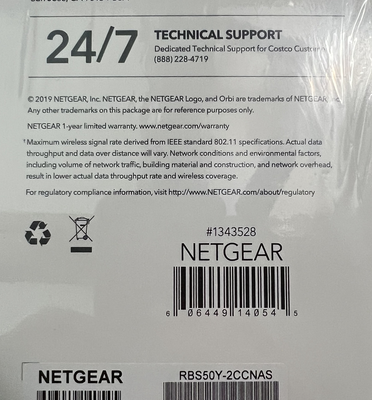 24/7
TECHNICAL SUPPORT
Dedicated Technical Support for Costco
(888) 228-4719
© 2019 NETGEAR, Inc. NETGEAR, the NETGEAR Logo, and Orbi are trademarks of NETGEAR,
Any other trademarks on this package are for reference purposes only.
NETGEAR 1-year limited warranty. www.netgear.com/warranty
†Maximum wireless signal rate derived from IEEE standard 802.11 specifications. Actual data
throughput and data over distance will vary. Network conditions and environmental factors,
including volume of network traffic, building material and construction, and network overhead,
result in lower actual data throughput rate and wireless coverage.
For regulatory compliance information, visit http://www.NETGEAR.com/about/regulatory
#1343528
NETGEAR
6 06449 14054 5
NETGEAR
RBS50Y-2CCNAS